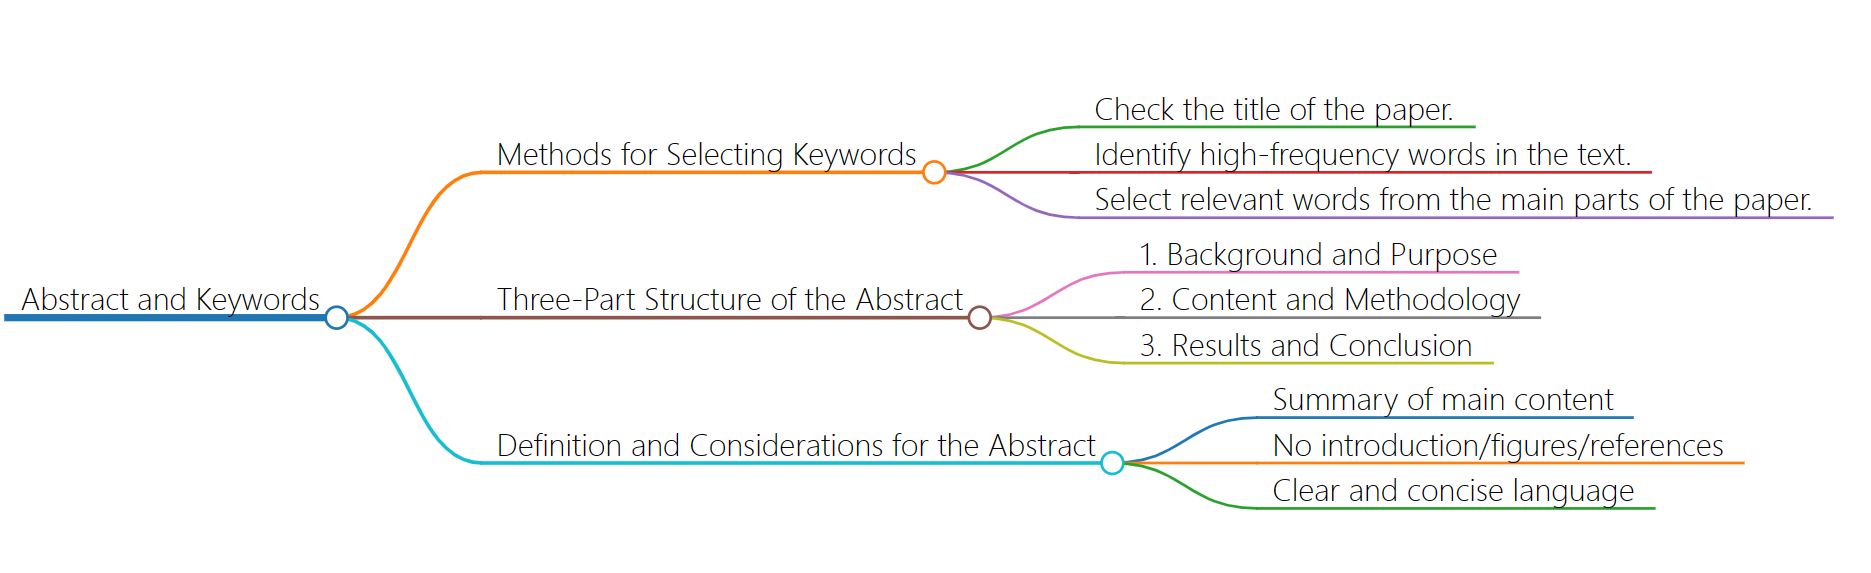 Abstract and Keywords
Methods for Selecting Keywords
Check the title of the paper.
Identify high-frequency words in the text.
Select relevant words from the main parts of the paper.
Three-Part Structure of the Abstract
1. Background and Purpose
2. Content and Methodology
3. Results and Conclusion
Definition and Considerations for the Abstract
Summary of main content
No introduction/figures/references
Clear and concise language